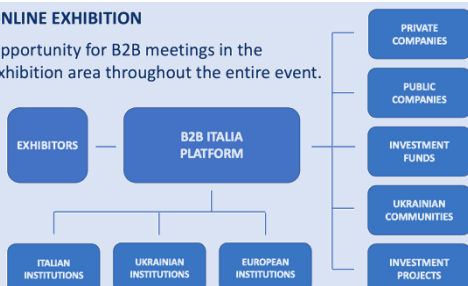 NLINE EXHIBITION
pportunity for B2B meetings in the
xhibition area throughout the entire event.
PRIVATE
COMPANIES
PUBLIC
COMPANIES
EXHIBITORS
B2B ITALIA
PLATFORM
INVESTMENT
FUNDS
UKRAINIAN
COMMUNITIES
ITALIAN
INSTITUTIONS
UKRAINIAN
INSTITUTIONS
EUROPEAN
INSTITUTIONS
INVESTMENT
PROJECTS